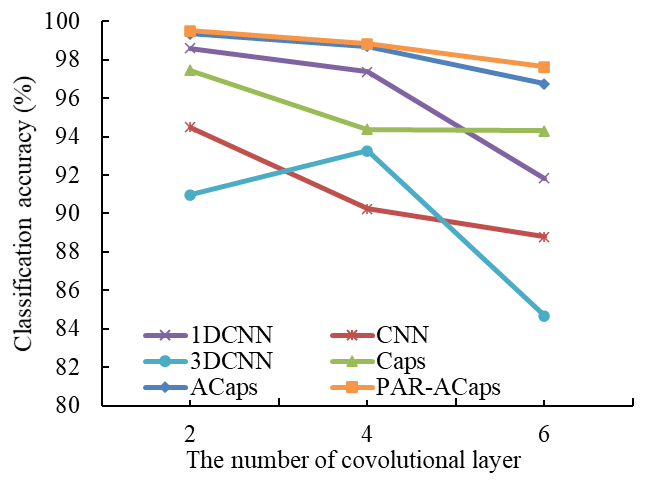 Classification accuracy (%)
100
98
96
94
92
90
88
86
84
82
80
1DCNN
CNN
3DCNN
Caps
ACaps
PAR-ACaps
2
4
6
The number of covolutional layer